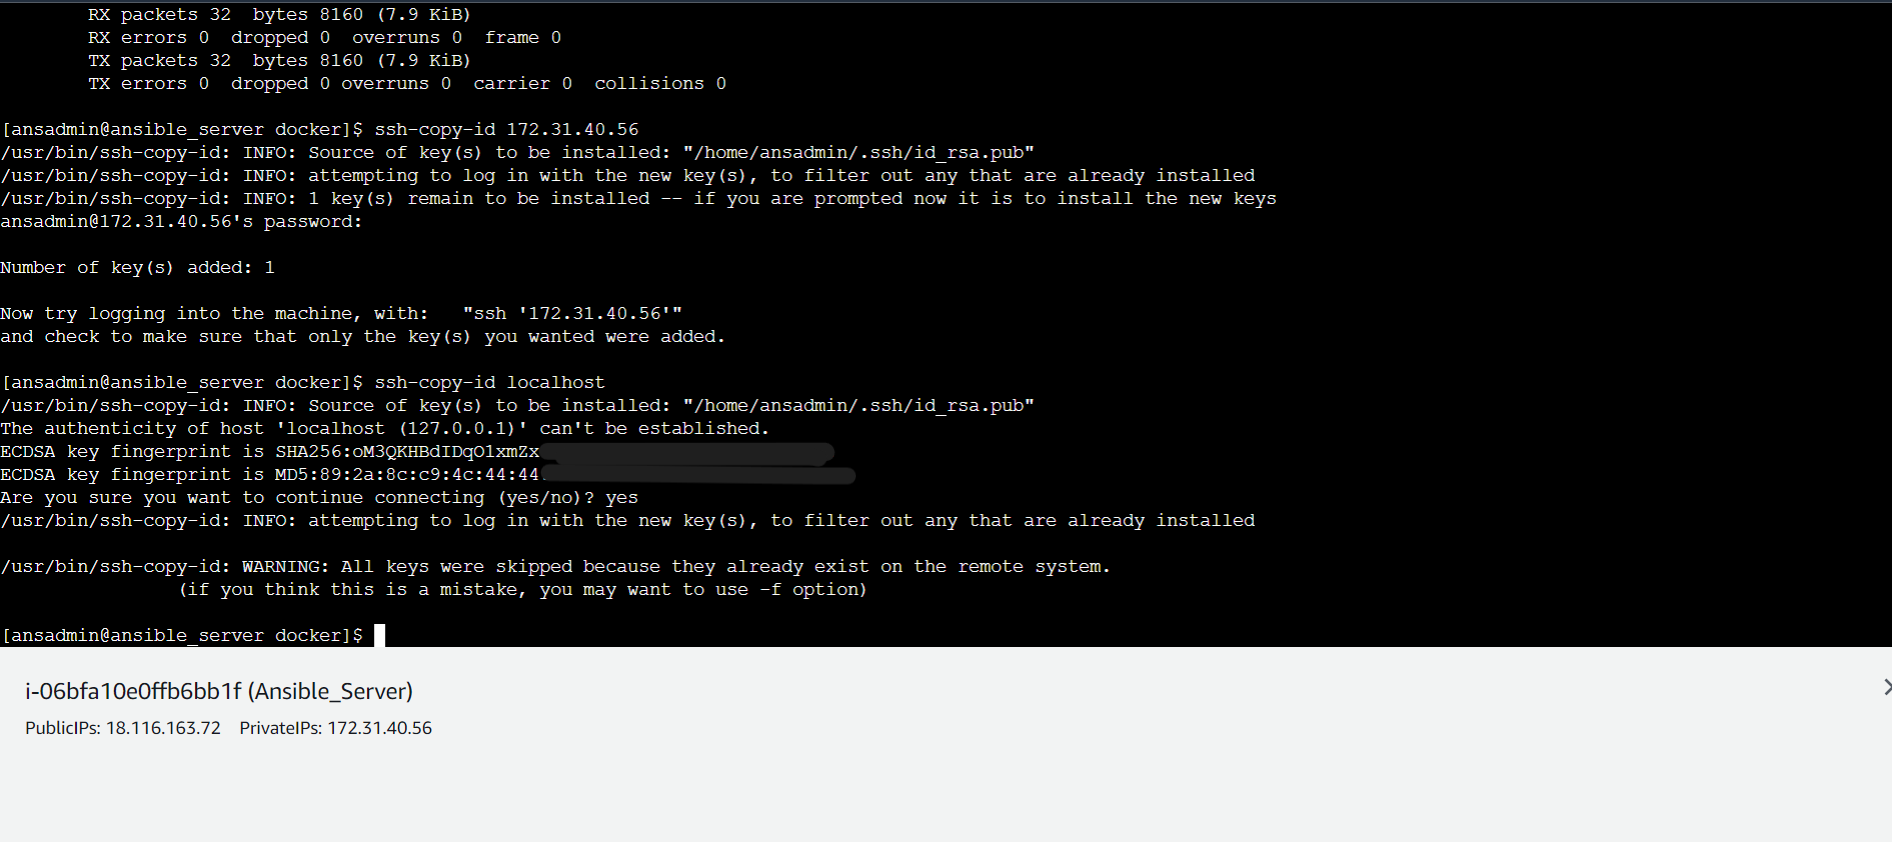 RX packets 32  bytes 8160 (7.9 KiB)
RX errors 0  dropped 0  overruns 0  frame 0
TX packets 32  bytes 8160 (7.9 KiB)
TX errors 0  dropped 0 overruns 0  carrier 0  collisions 0
[ansadmin@ansible_server docker]$ ssh-copy-id 172.31.40.56
/usr/bin/ssh-copy-id: INFO: Source of key(s) to be installed: "/home/ansadmin/.ssh/id_rsa.pub"
/usr/bin/ssh-copy-id: INFO: attempting to log in with the new key(s), to filter out any that are already installed
/usr/bin/ssh-copy-id: INFO: 1 key(s) remain to be installed -- if you are prompted now it is to install the new keys
ansadmin@172.31.40.56's password:
Number of key(s) added: 1
Now try logging into the machine, with:   "ssh '172.31.40.56'"
and check to make sure that only the key(s) you wanted were added.
[ansadmin@ansible_server docker]$ ssh-copy-id localhost
/usr/bin/ssh-copy-id: INFO: Source of key(s) to be installed: "/home/ansadmin/.ssh/id_rsa.pub"
The authenticity of host 'localhost (127.0.0.1)' can't be established.
ECDSA key fingerprint is SHA256:oM3QKHBdIDqO1xmZx
ECDSA key fingerprint is MD5:89:2a:8c:c9:4c:44:44
Are you sure you want to continue connecting (yes/no)? yes
/usr/bin/ssh-copy-id: INFO: attempting to log in with the new key(s), to filter out any that are already installed
/usr/bin/ssh-copy-id: WARNING: All keys were skipped because they already exist on the remote system.
(if you think this is a mistake, you may want to use -f option)
[ansadmin@ansible_server docker]$
i-06bfa10e0ffb6bb1f (Ansible_Server)
PublicIPs: 18.116.163.72    PrivateIPs: 172.31.40.56